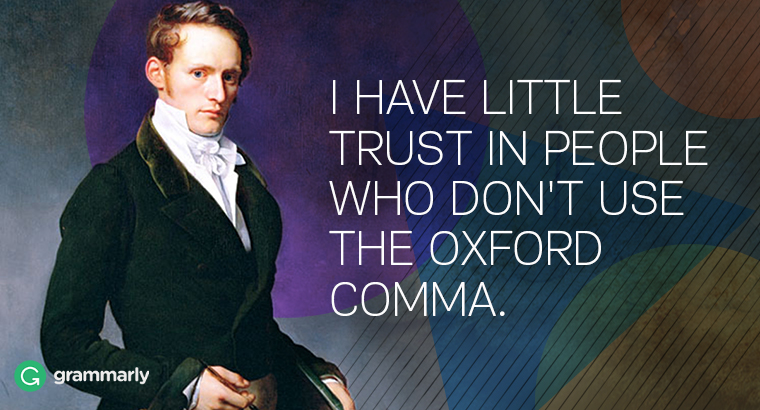 I HAVE LITTLE
TRUST IN PEOPLE
WHO DON'T USE
THE OXFORD
COMMA.
grammarly